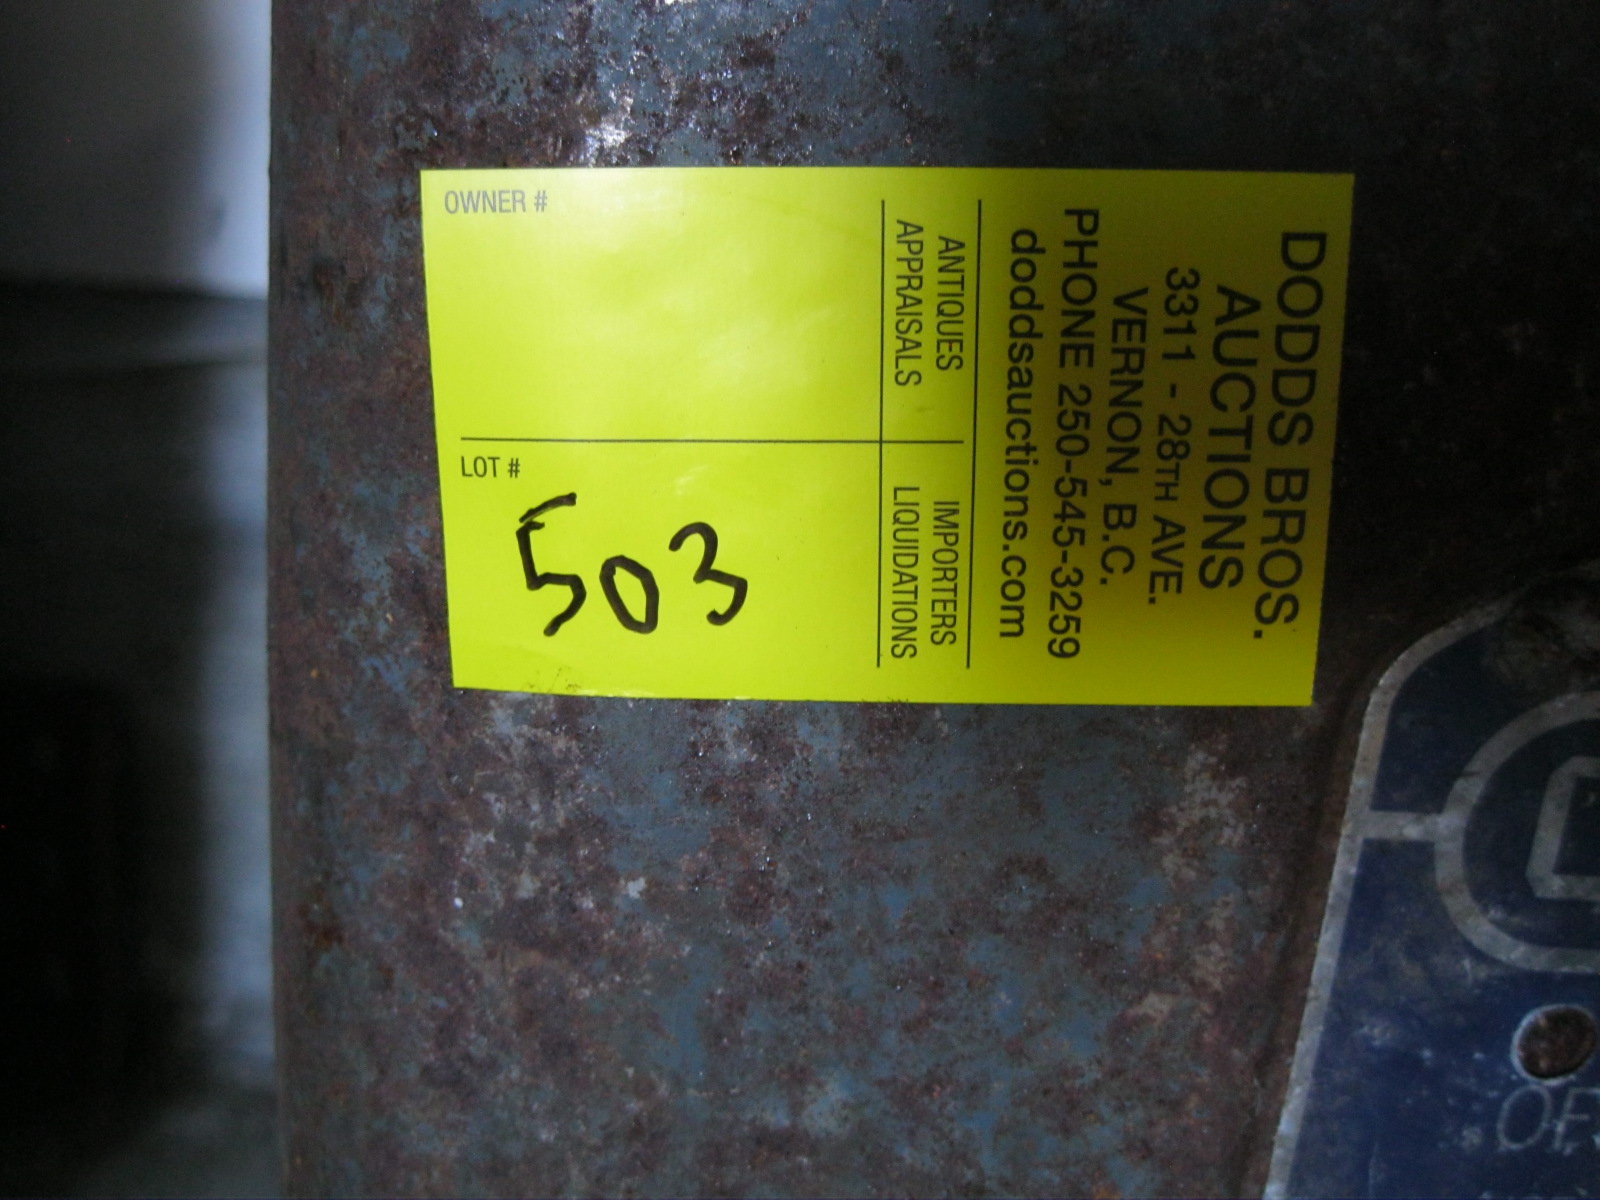 DODDS BROS.
AUCTIONS
3311 - 28TH AVE.
VERNON, B.C.
PHONE 250-545-3259
doddsauctions.com
ANTIQUES
APPRAISALS
IMPORTERS
LIQUIDATIONS
OWNER #
LOT #
503